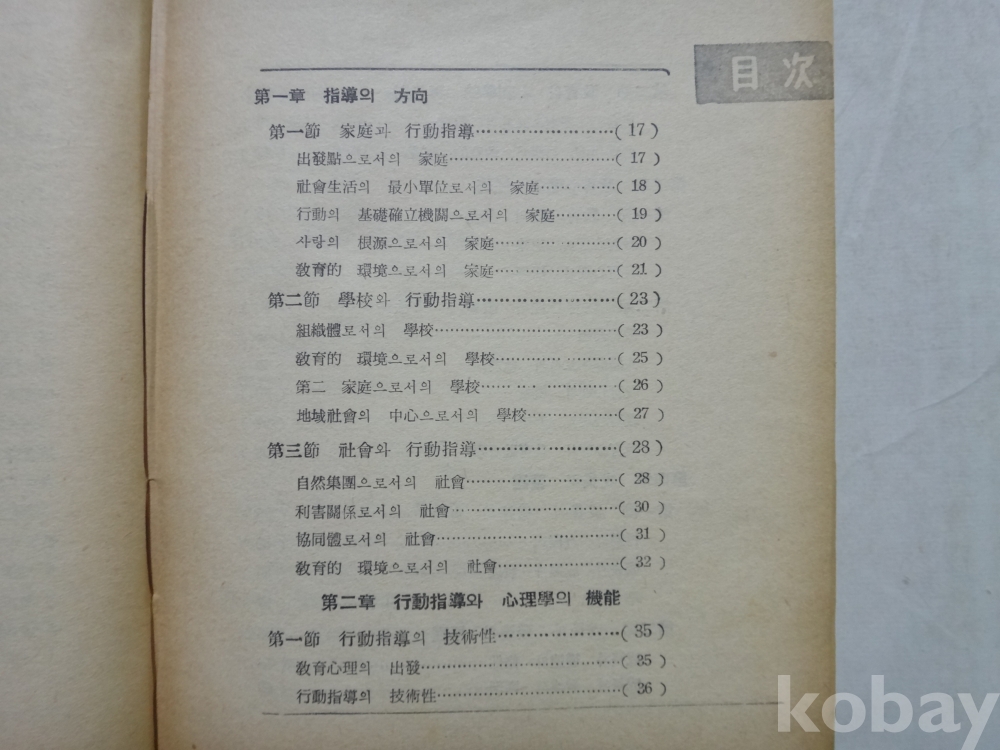 目次
第一章 指導의 方向
第一節 家庭과 行動指導………………………(17)
出發點으로서의 家庭………………………(17)
社會生活의 最小單位로서의 家庭…………(18)
行動의 基礎確立機關으로서의 家庭………(19)
사랑의 根源으로서의 家庭…………………(20)
敎育的 環境으로서의 家庭…………………(21)
第二節 學校와 行動指導………………………(23)
組織體로서의 學校…………………………(23)
敎育的 環境으로서의 學校…………………(25)
第二 家庭으로서의 學校……………………(26)
地域社會의 中心으로서의 學校……………(27)
第三節 社會와 行動指導………………………(28)
自然集團으로서의 社會……………………(28)
利害關係로서의 社會………………………(30)
協同體로서의 社會…………………………(31)
敎育的 環境으로서의 社會…………………(32)
第二章 行動指導와 心理學의 機能
第一節 行動指導의 技術性……………………(35)
敎育心理의 出發……………………………(35)
行動指導의 技術性…………………………(36)
kobay